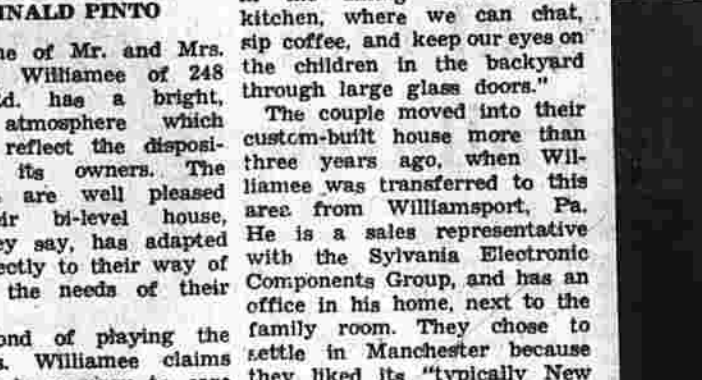 INALD PINTO
of Mr. and Mrs.
Williamee of 248
has a bright,
atmosphere which
reflect the disposi-
its owners. The
are well pleased
bi-level house,
say, has adapted
to their way of
the needs of their
of playing the
Williamee claims
kitchen, where we can chat,
sip coffee, and keep our eyes on
the children in the backyard
through large glass doors."
The couple moved into their
custom-built house more than
three years ago, when Wil-
liamee was transferred to this
area from Williamsport, Pa.
He is a sales representative
with the Sylvania Electronic
Components Group, and has an
office in his home, next to the
family room. They chose to
settle in Manchester because
they liked its "typically New